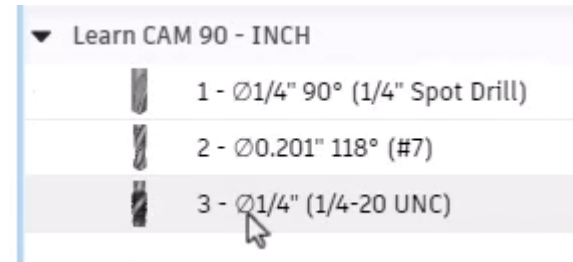 Learn CAM 90 - INCH
1 - ∅1/4" 90° (1/4" Spot Drill)
2 - ∅0.201" 118° (#7)
3 - ∅1/4" (1/4-20 UNC)